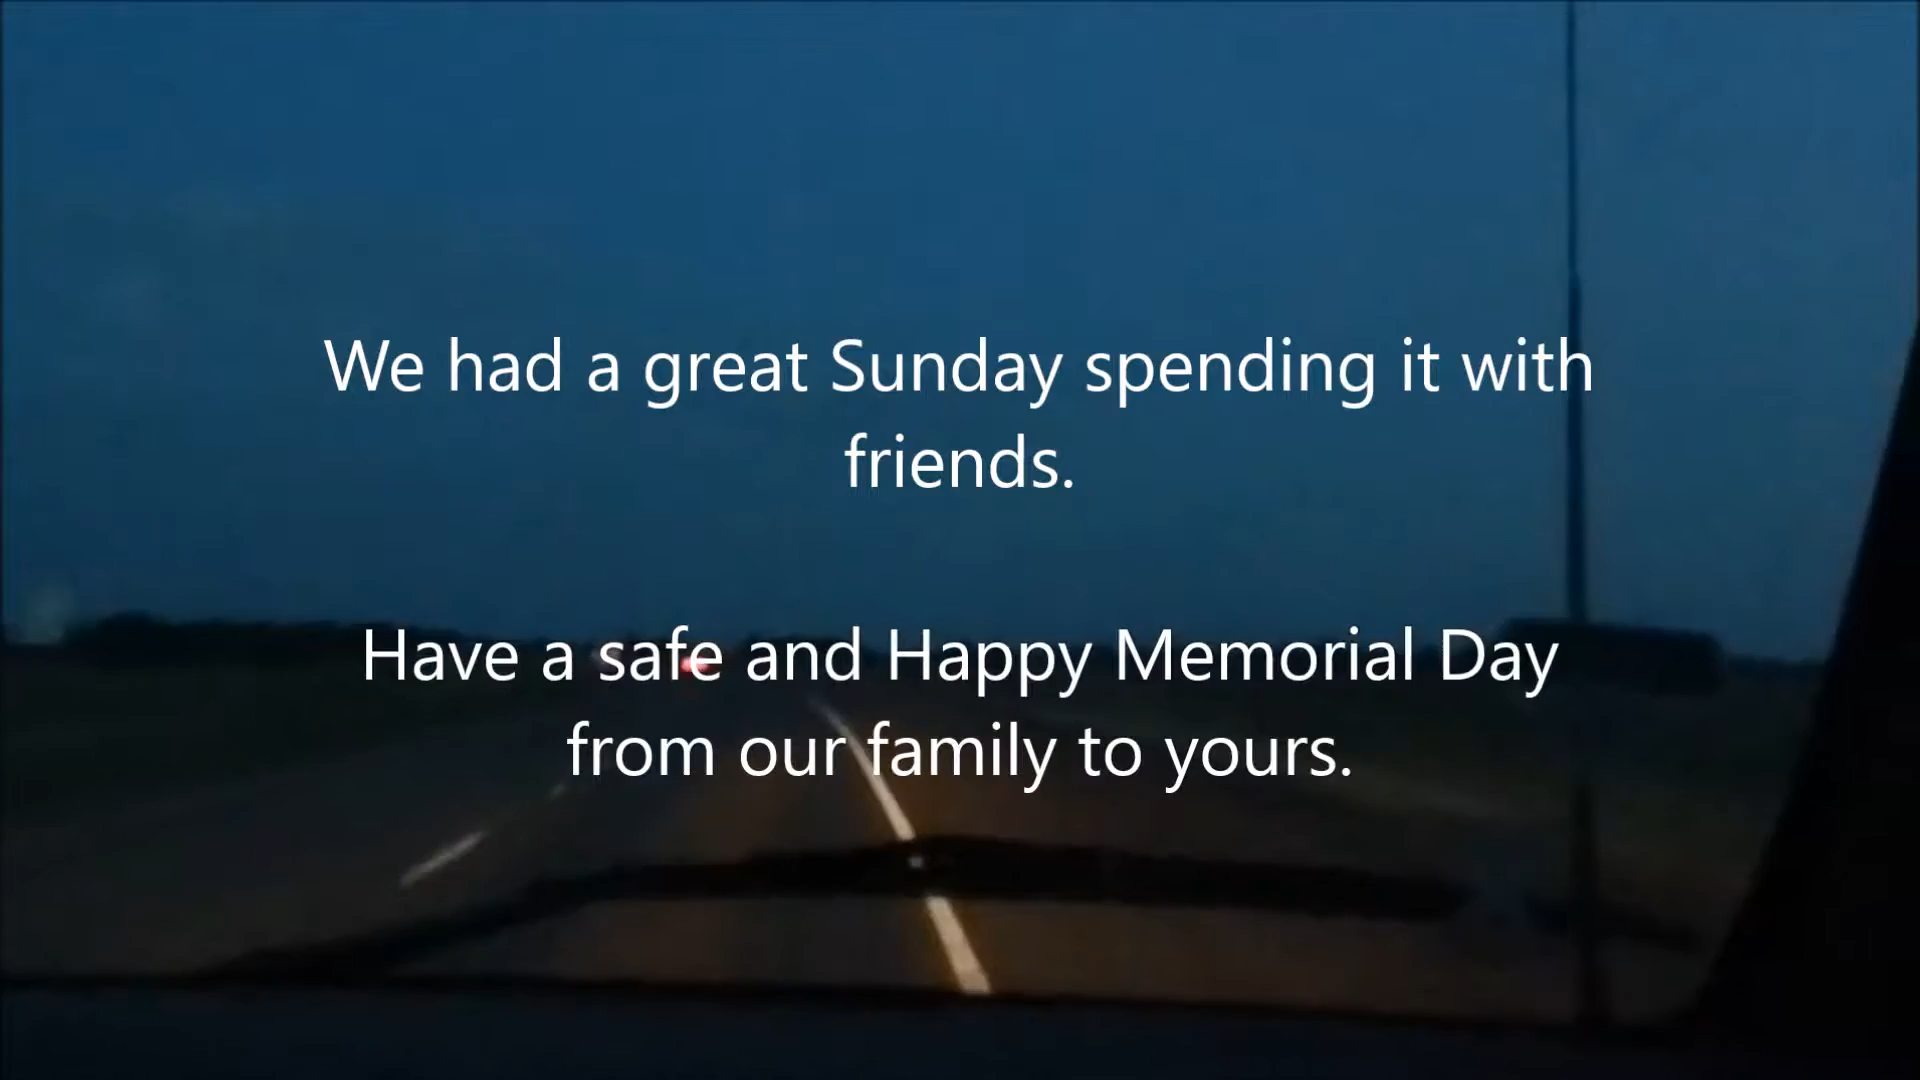 We had a great Sunday spending it with
friends.
Have a safe and Happy Memorial Day
from our family to yours.